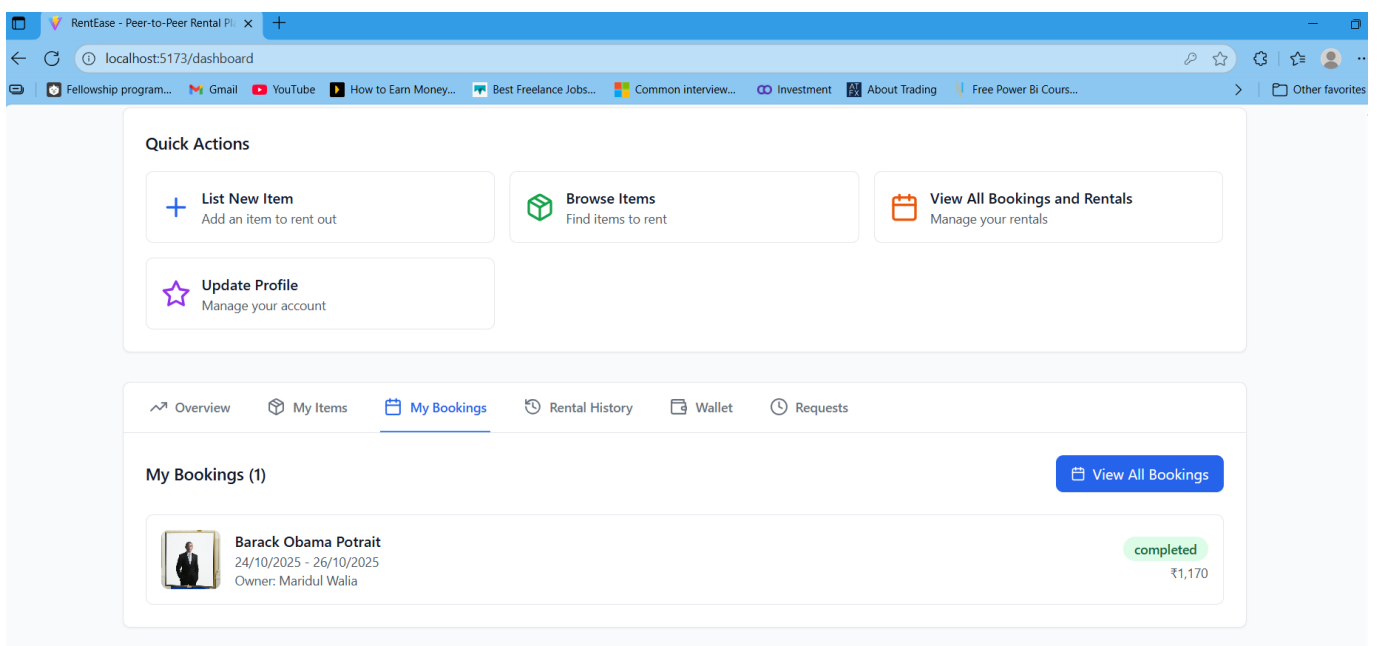 RentEase - Peer-to-Peer Rental Pl
localhost:5173/dashboard
Fellowship program... Gmail YouTube How to Earn Money... Best Freelance Jobs... Common interview... Investment About Trading Free Power Bi Cours... Other favorites
Quick Actions
List New Item
Add an item to rent out
Browse Items
Find items to rent
View All Bookings and Rentals
Manage your rentals
Update Profile
Manage your account
Overview My Items My Bookings Rental History Wallet Requests
My Bookings (1) View All Bookings
Barack Obama Potrait
24/10/2025 - 26/10/2025
Owner: Maridul Walia
completed
₹1,170